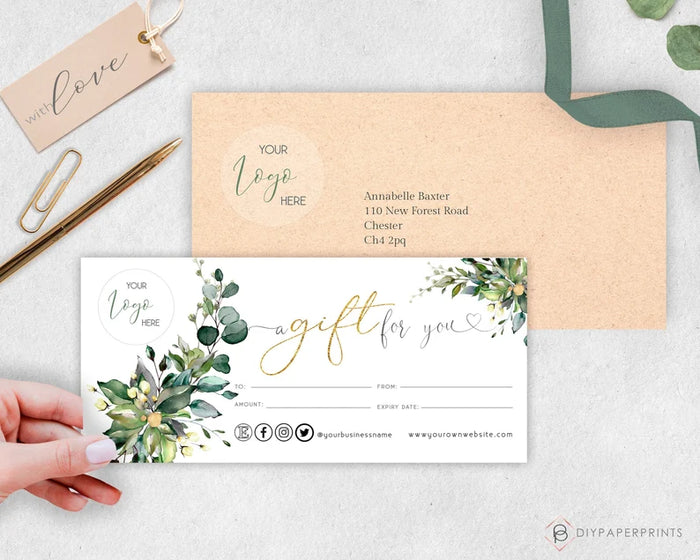 with love
YOUR
Logo
HERE
Annabelle Baxter
110 New Forest Road
Chester
Ch4 2pq
YOUR
Logo
HERE
a gift for you
TO:
FROM:
AMOUNT:
EXPIRY DATE:
E
@yourbusinessname
www.yourownwebsite.com
DIYPAPERPRINTS